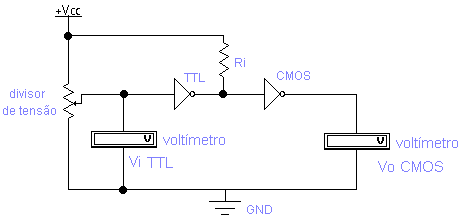 +Vcc
Ri
TTL
CMOS
divisor
de tensão
V
voltímetro
Vi TTL
V
voltímetro
Vo CMOS
GND